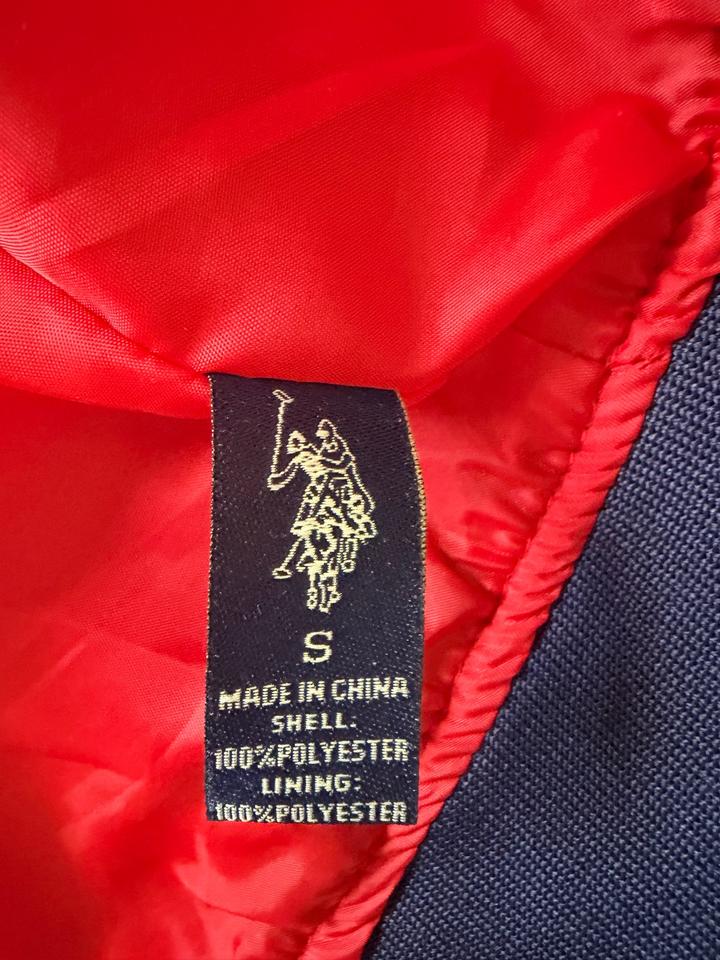 S
MADE IN CHINA
SHELL:
100%POLYESTER
LINING:
100%POLYESTER